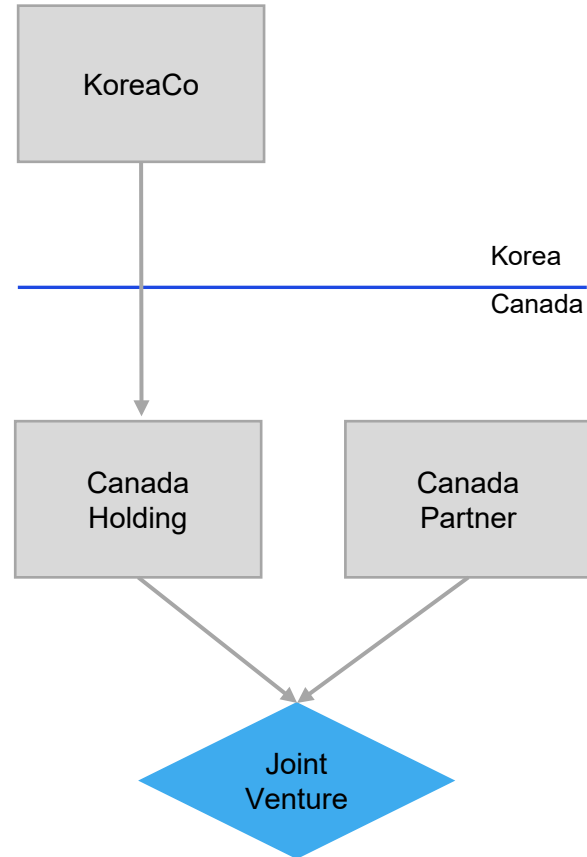 KoreaCo
Korea
Canada
Canada
Holding
Canada
Partner
Joint
Venture